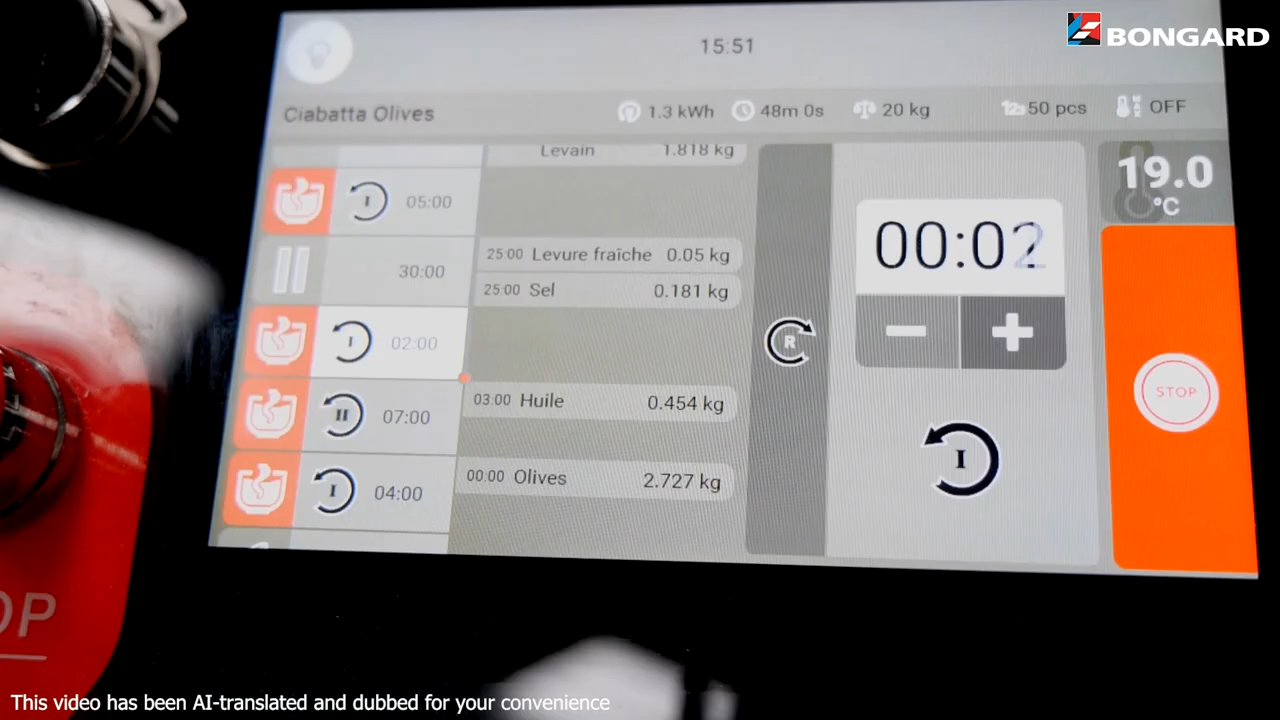 BONGARD
15:51
Ciabatta Olives 1.3 kWh 48m 0s 20 kg 50 pcs OFF
Levain 1.818 kg
19.0 °C
I 05:00
30:00
25:00 Levure fraîche 0.05 kg
25:00 Sel 0.181 kg
00:02
I 02:00
R
STOP
II 07:00
03:00 Huile 0.454 kg
I 04:00
00:00 Olives 2.727 kg
I
OP
This video has been AI-translated and dubbed for your convenience